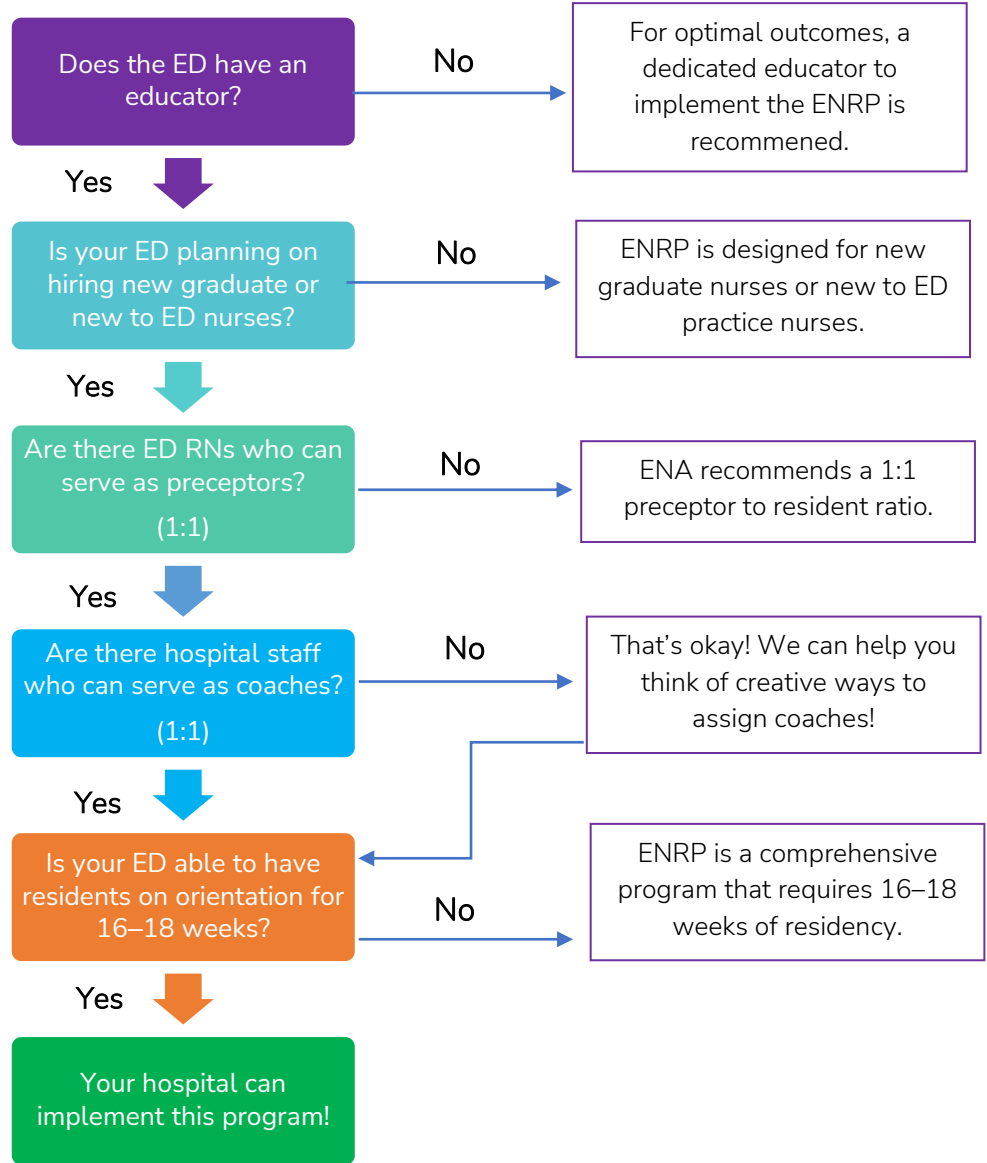 Does the ED have an
educator?
No
For optimal outcomes, a
dedicated educator to
implement the ENRP is
recommened.
Yes
Is your ED planning on
hiring new graduate or
new to ED nurses?
No
ENRP is designed for new
graduate nurses or new to ED
practice nurses.
Yes
Are there ED RNs who can
serve as preceptors?
(1:1)
No
ENA recommends a 1:1
preceptor to resident ratio.
Yes
Are there hospital staff
who can serve as coaches?
(1:1)
No
That’s okay! We can help you
think of creative ways to
assign coaches!
Yes
Is your ED able to have
residents on orientation for
16–18 weeks?
No
ENRP is a comprehensive
program that requires 16–18
weeks of residency.
Yes
Your hospital can
implement this program!